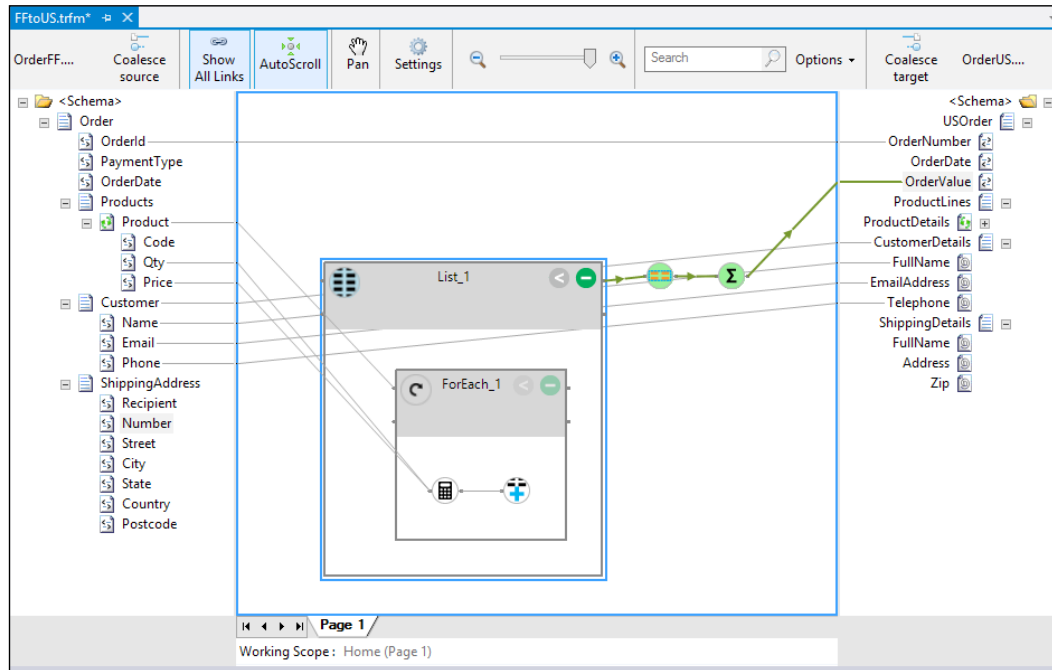 FFtoUS.trfm*
OrderFF....
Coalesce source
Show All Links
AutoScroll
Pan
Settings
Search
Options
Coalesce target
OrderUS....
<Schema>
Order
OrderId
PaymentType
OrderDate
Products
Product
Code
Qty
Price
Customer
Name
Email
Phone
ShippingAddress
Recipient
Number
Street
City
State
Country
Postcode
List_1
ForEach_1
Σ
<Schema>
USOrder
OrderNumber
OrderDate
OrderValue
ProductLines
ProductDetails
CustomerDetails
FullName
EmailAddress
Telephone
ShippingDetails
FullName
Address
Zip
Page 1
Working Scope: Home (Page 1)